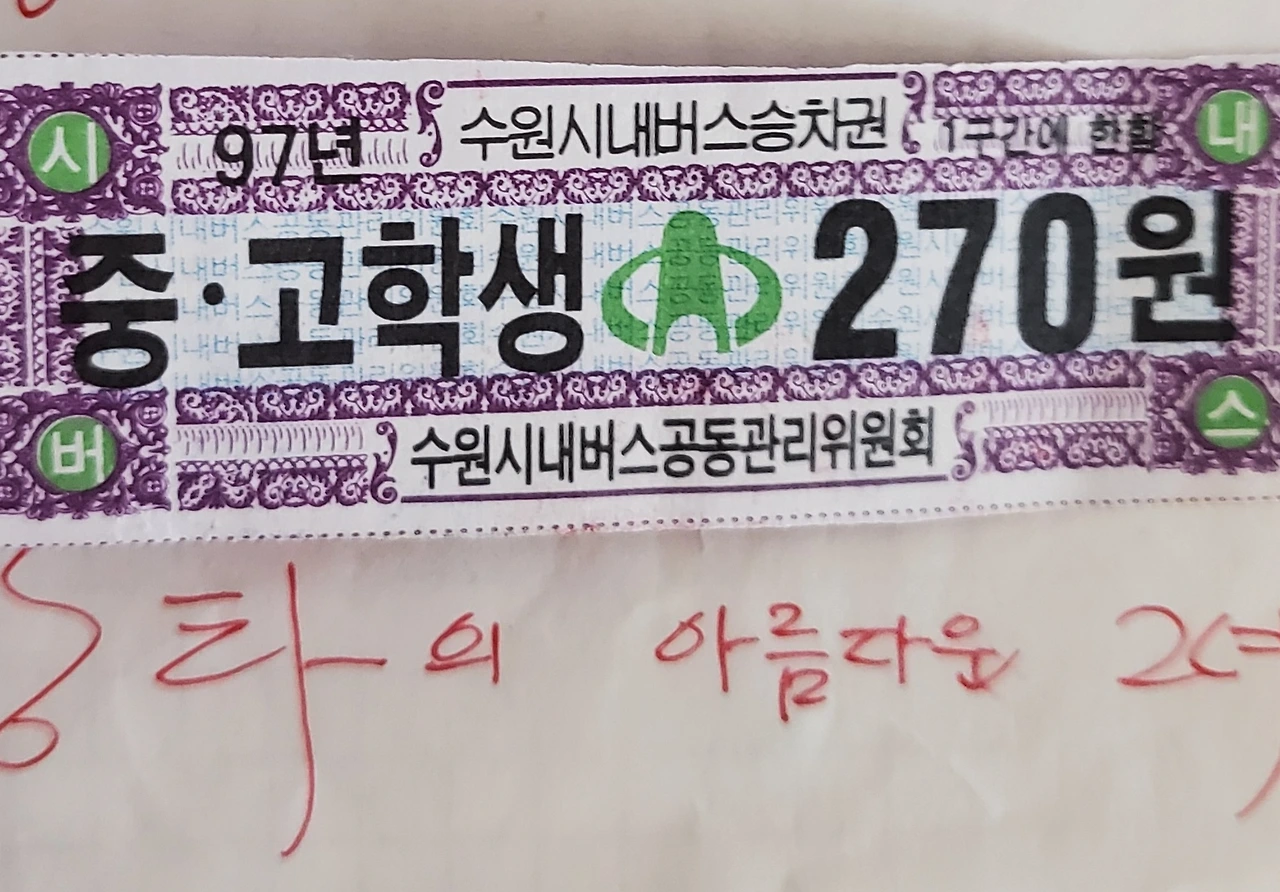 시 97년 수원시내버스승차권 1구간에 한함 내
중·고학생 270원
버 수원시내버스공동관리위원회 스
의 아름다운